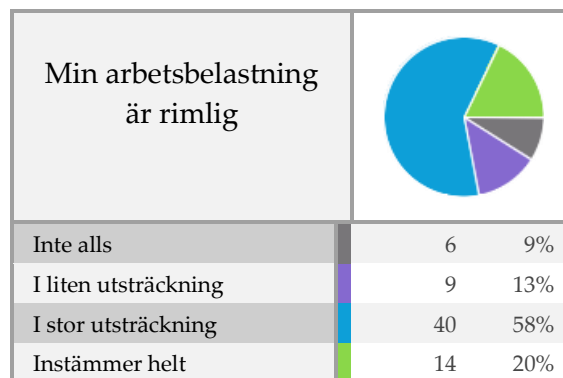 Min arbetsbelastning
är rimlig
Inte alls 6 9%
I liten utsträckning 9 13%
I stor utsträckning 40 58%
Instämmer helt 14 20%